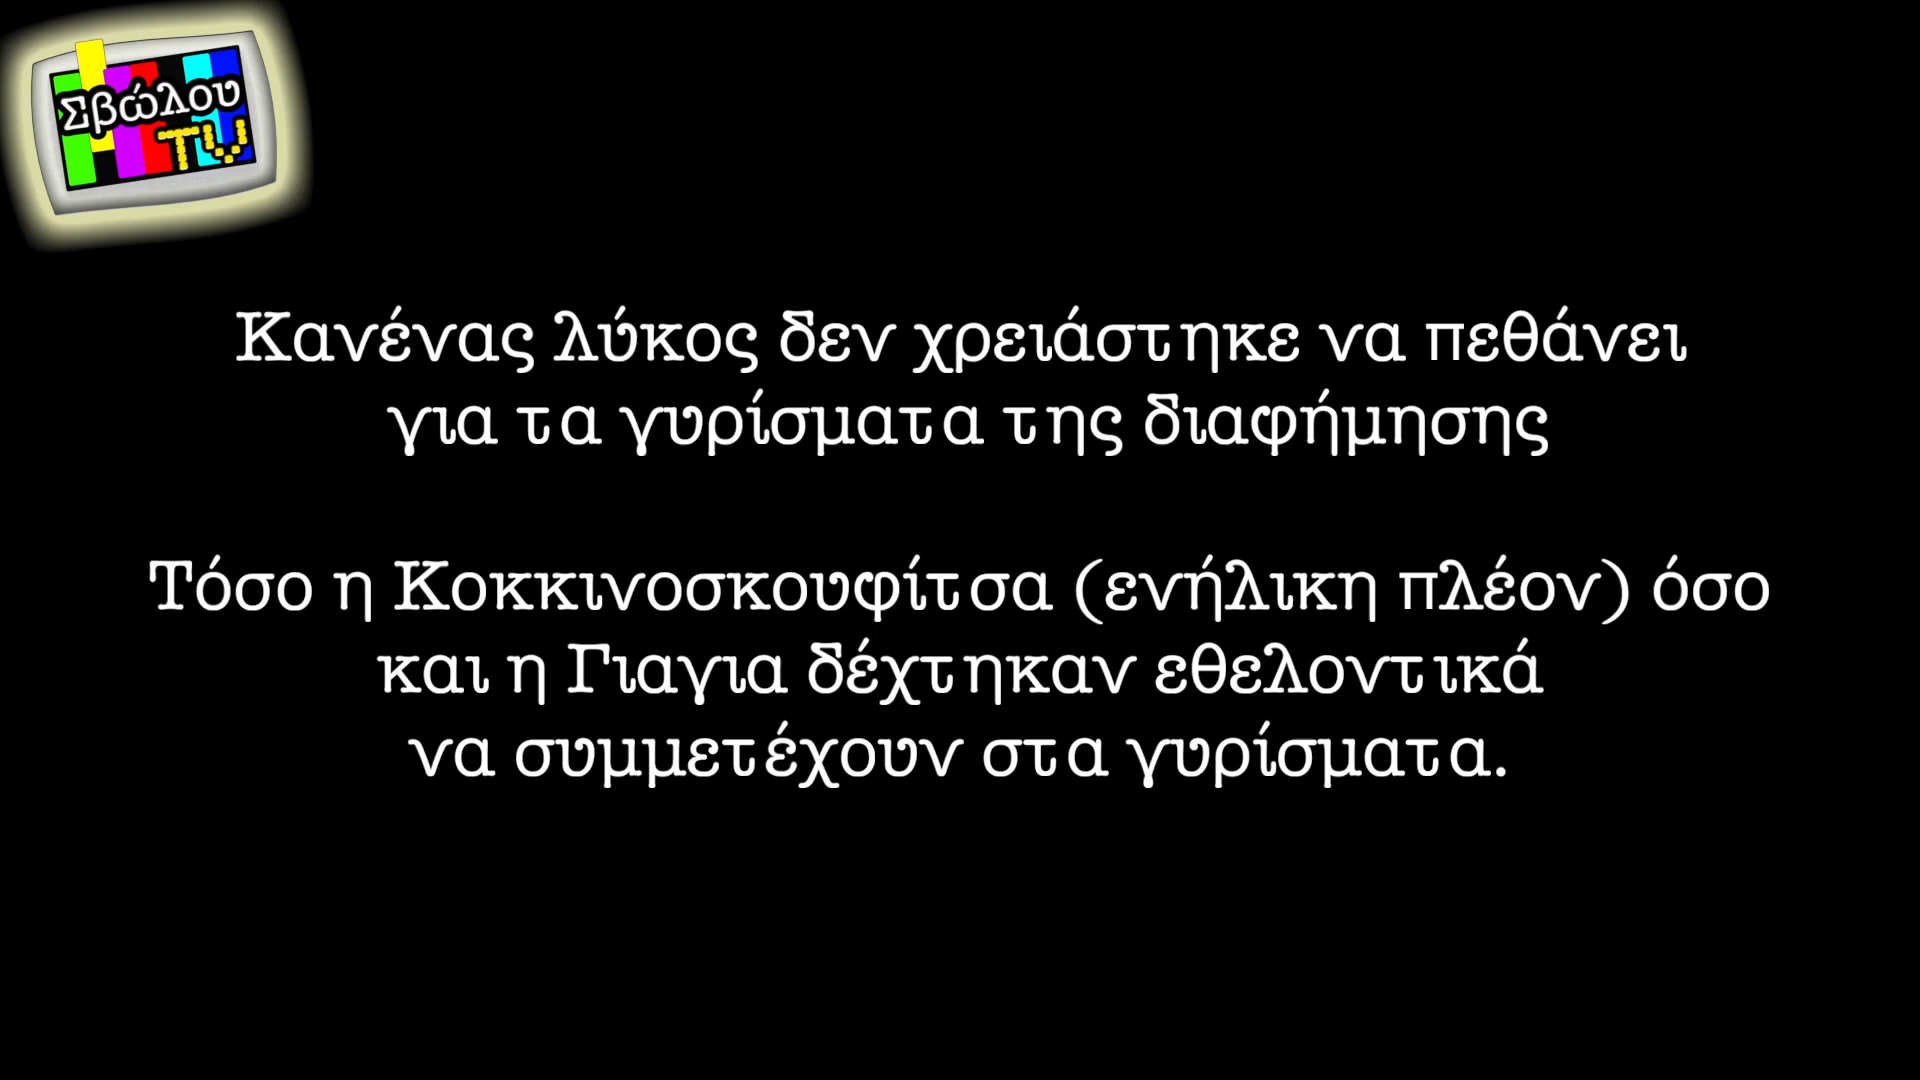 Σβώλου
TV
Κανένας λύκος δεν χρειάστηκε να πεθάνει
για τα γυρίσματα της διαφήμησης
Τόσο η Κοκκινοσκουφίτσα (ενήλικη πλέον) όσο
και η Γιαγια δέχτηκαν εθελοντικά
να συμμετέχουν στα γυρίσματα.